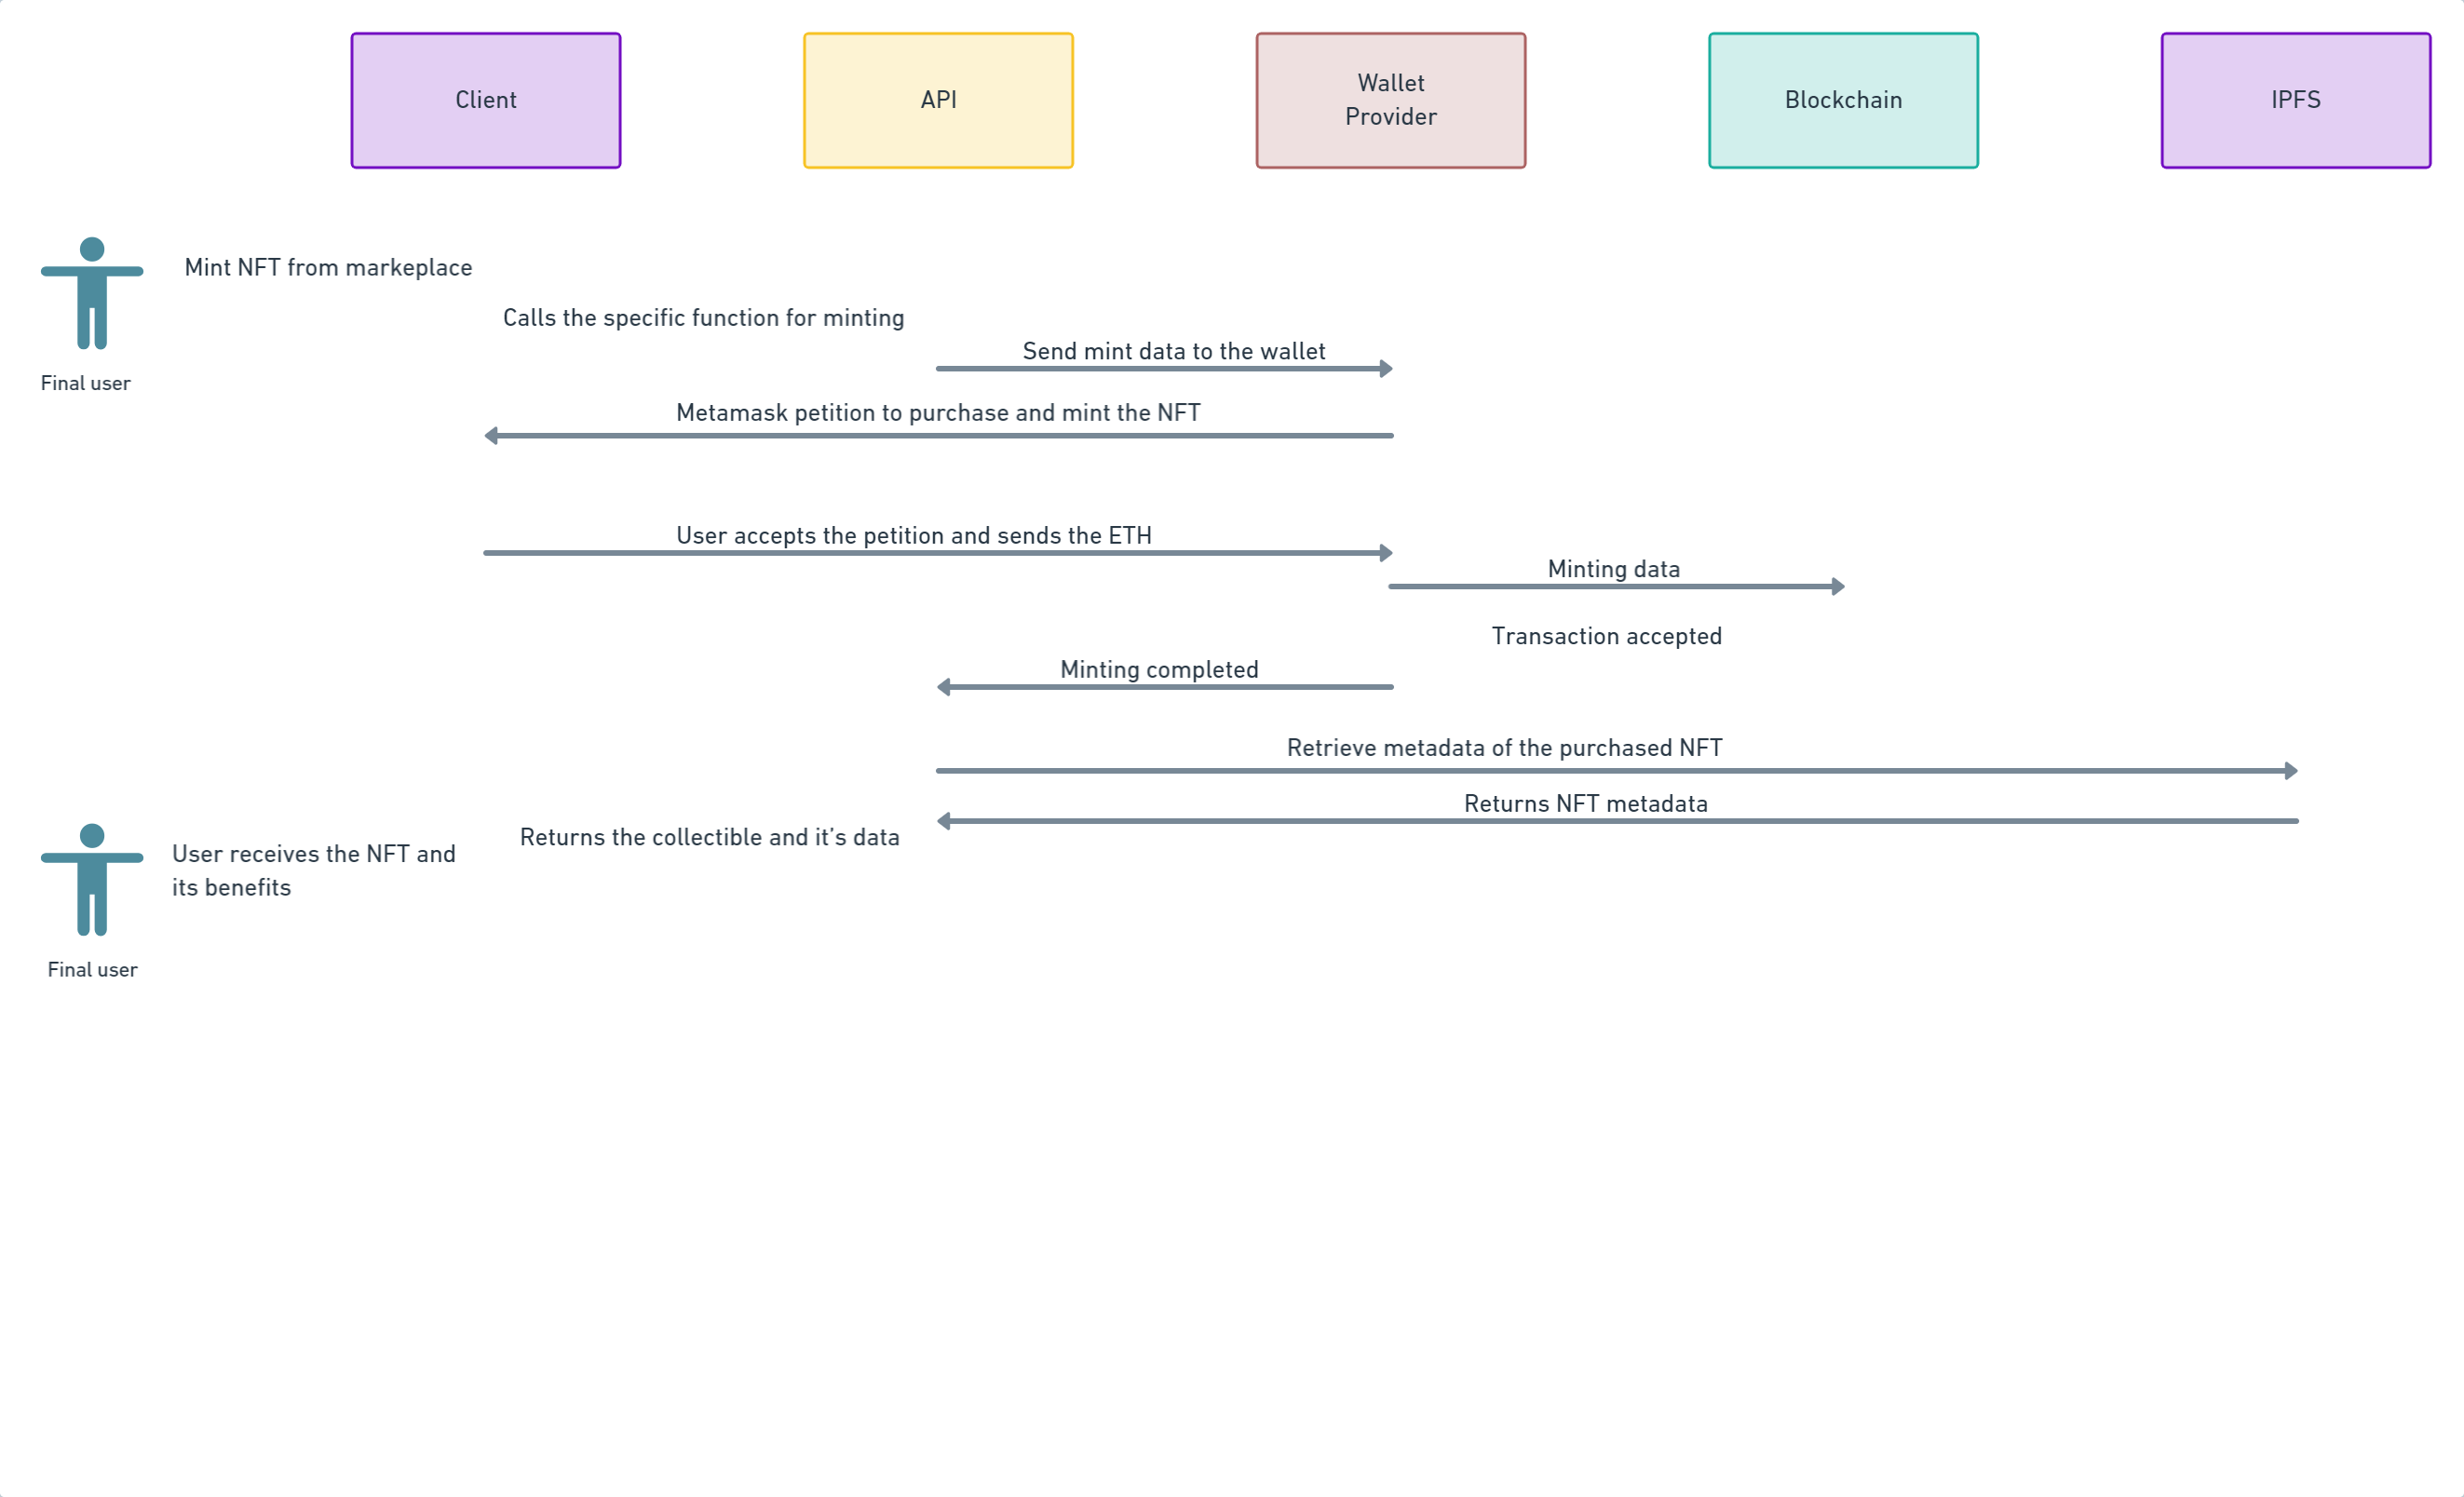 Client
API
Wallet
Provider
Blockchain
IPFS
Mint NFT from markeplace
Final user
Calls the specific function for minting
Send mint data to the wallet
Metamask petition to purchase and mint the NFT
User accepts the petition and sends the ETH
Minting data
Transaction accepted
Minting completed
Retrieve metadata of the purchased NFT
Returns NFT metadata
Returns the collectible and it’s data
User receives the NFT and
its benefits
Final user